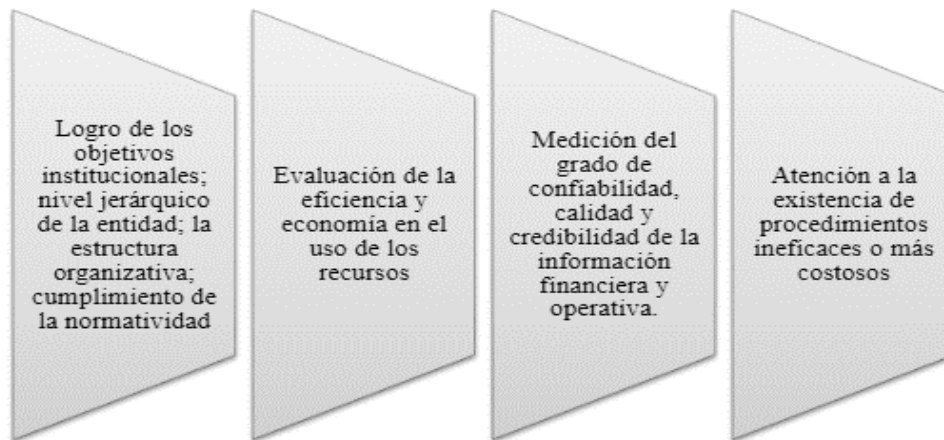 Logro de los
objetivos
institucionales;
nivel jerárquico
de la entidad; la
estructura
organizativa;
cumplimiento de
la normatividad
Evaluación de la
eficiencia y
economía en el
uso de los
recursos
Medición del
grado de
confiabilidad,
calidad y
credibilidad de la
información
financiera y
operativa.
Atención a la
existencia de
procedimientos
ineficaces o más
costosos